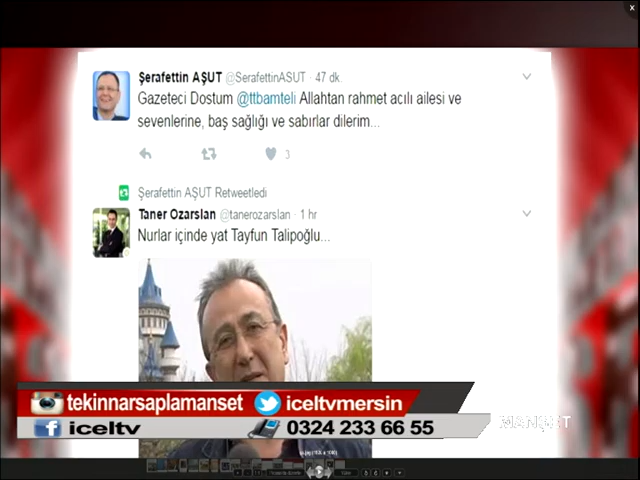 Şerafettin AŞUT @SerafettinASUT · 47 dk.
Gazeteci Dostum @ttbamteli Allahtan rahmet acılı ailesi ve
sevenlerine, baş sağlığı ve sabırlar dilerim...
3
Şerafettin AŞUT Retweetledi
Taner Ozarslan @tanerozarslan · 1 hr
Nurlar içinde yat Tayfun Talipoğlu...
tekinnarsaplamanset iceltvmersin
iceltv 0324 233 66 55
MANŞET